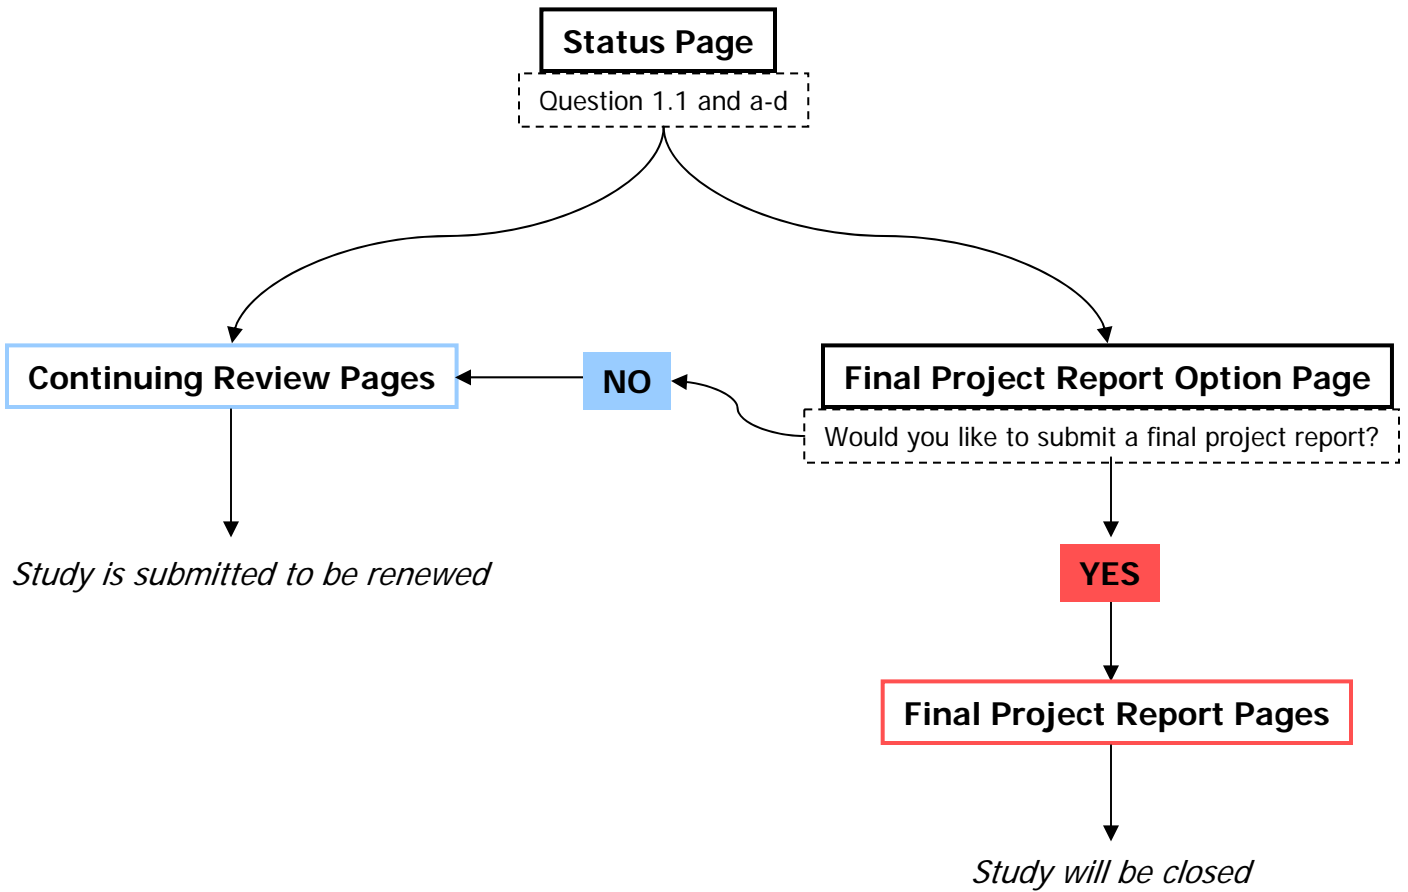 Status Page
Question 1.1 and a-d
Continuing Review Pages
NO
Final Project Report Option Page
Would you like to submit a final project report?
Study is submitted to be renewed
YES
Final Project Report Pages
Study will be closed